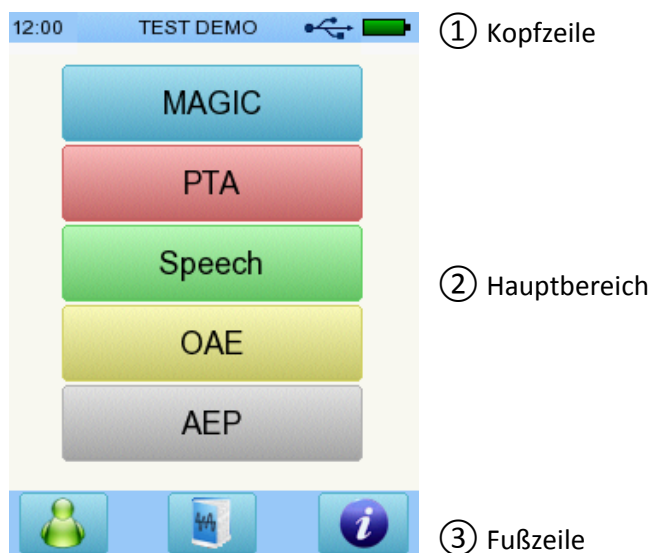 12:00 TEST DEMO
① Kopfzeile
MAGIC
PTA
Speech
② Hauptbereich
OAE
AEP
i
③ Fußzeile